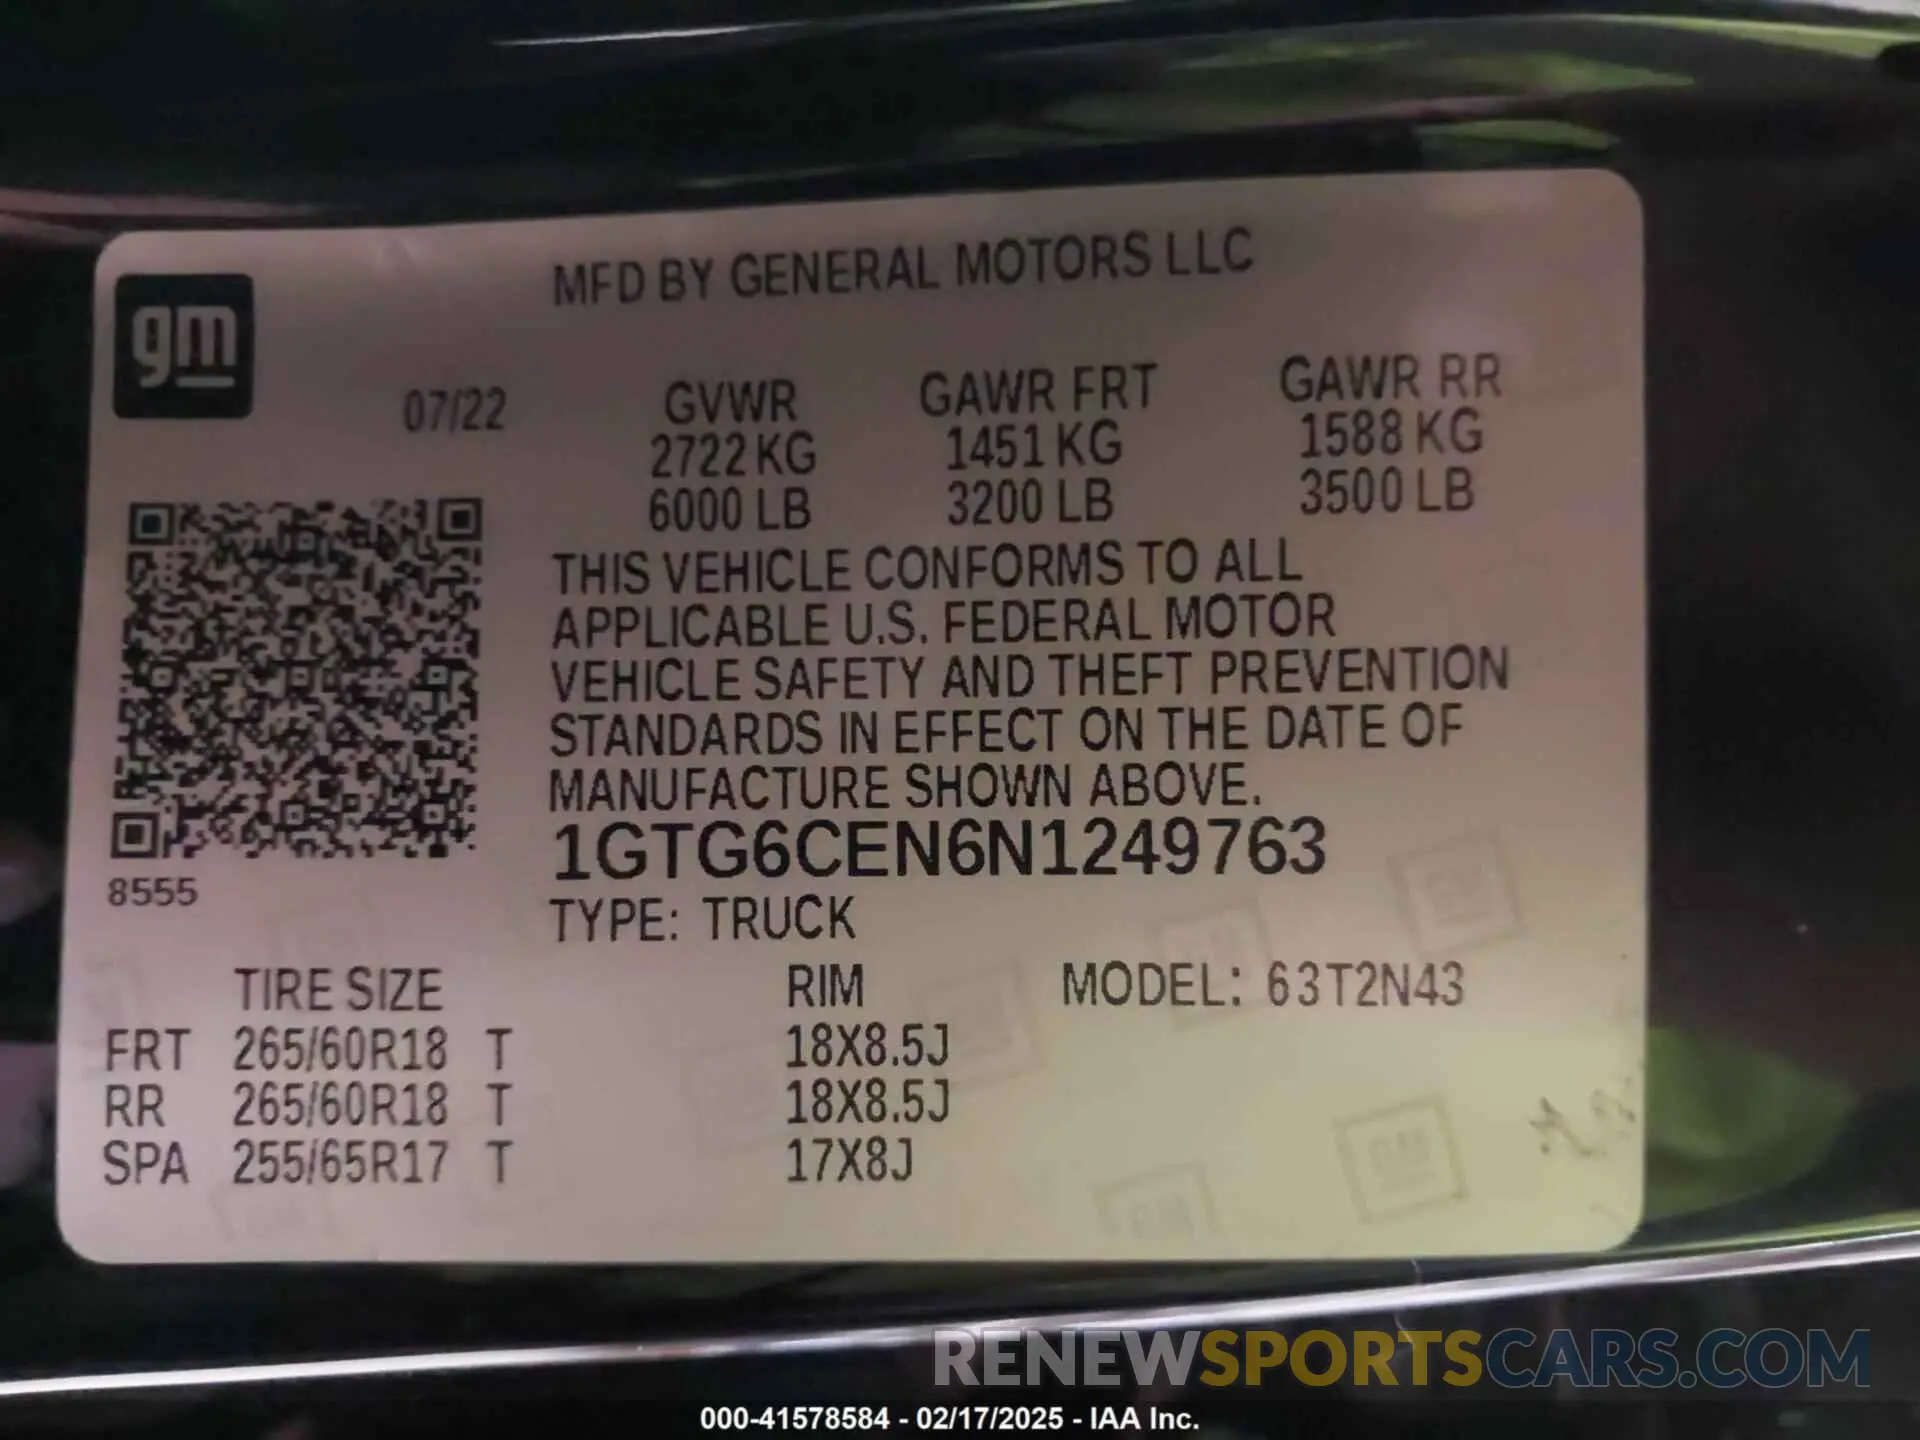 MFD BY GENERAL MOTORS LLC
gm
07/22
GVWR GAWR FRT GAWR RR
2722 KG 1451 KG 1588 KG
6000 LB 3200 LB 3500 LB
THIS VEHICLE CONFORMS TO ALL
APPLICABLE U.S. FEDERAL MOTOR
VEHICLE SAFETY AND THEFT PREVENTION
STANDARDS IN EFFECT ON THE DATE OF
MANUFACTURE SHOWN ABOVE.
1GTG6CEN6N1249763
8555
TYPE: TRUCK
TIRE SIZE RIM MODEL: 63T2N43
FRT 265/60R18 T 18X8.5J
RR 265/60R18 T 18X8.5J
SPA 255/65R17 T 17X8J
RENEWSPORTSCARS.COM
000-41578584 - 02/17/2025 - IAA Inc.